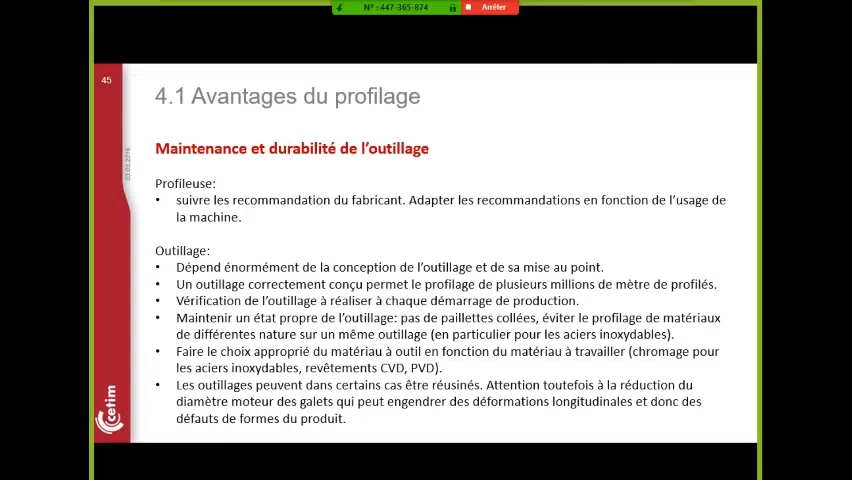 N° : 447-365-874
Arrêter
45
4.1 Avantages du profilage
03.03.2016
Maintenance et durabilité de l'outillage
Profileuse:
• suivre les recommandation du fabricant. Adapter les recommandations en fonction de l'usage de
la machine.
Outillage:
• Dépend énormément de la conception de l'outillage et de sa mise au point.
• Un outillage correctement conçu permet le profilage de plusieurs millions de mètre de profilés.
• Vérification de l'outillage à réaliser à chaque démarrage de production.
• Maintenir un état propre de l'outillage: pas de paillettes collées, éviter le profilage de matériaux
de différentes nature sur un même outillage (en particulier pour les aciers inoxydables).
• Faire le choix approprié du matériau à outil en fonction du matériau à travailler (chromage pour
les aciers inoxydables, revêtements CVD, PVD).
• Les outillages peuvent dans certains cas être réusinés. Attention toutefois à la réduction du
diamètre moteur des galets qui peut engendrer des déformations longitudinales et donc des
défauts de formes du produit.
cetim